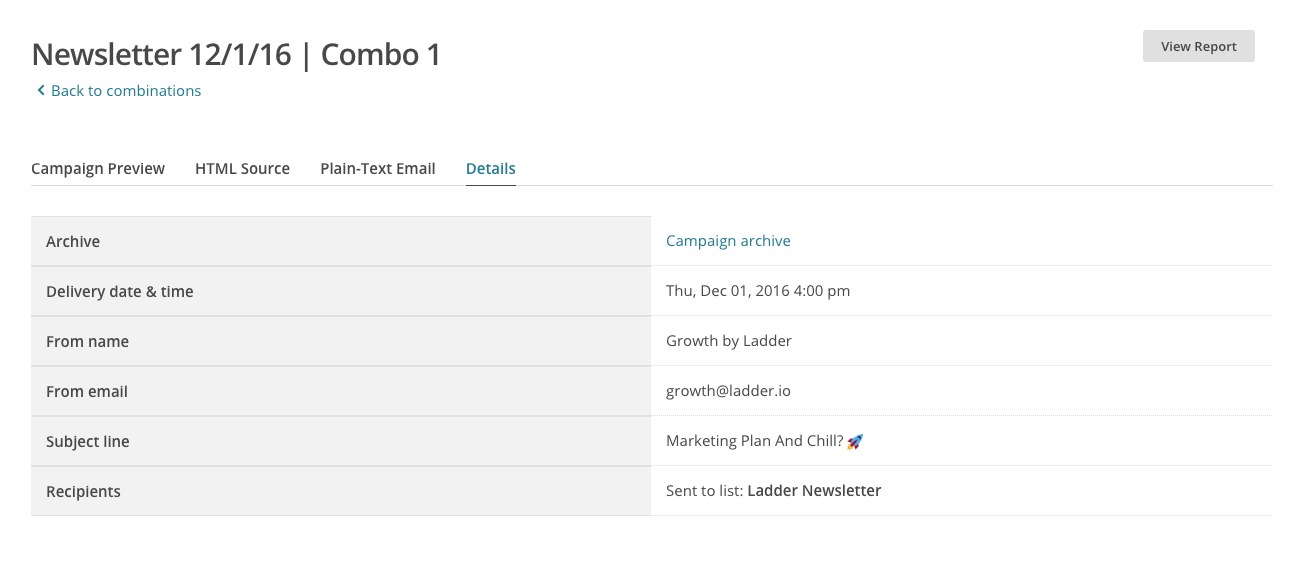 Newsletter 12/1/16 | Combo 1
View Report
Back to combinations
Campaign Preview HTML Source Plain-Text Email Details
Archive Campaign archive
Delivery date & time Thu, Dec 01, 2016 4:00 pm
From name Growth by Ladder
From email growth@ladder.io
Subject line Marketing Plan And Chill? 🚀
Recipients Sent to list: Ladder Newsletter